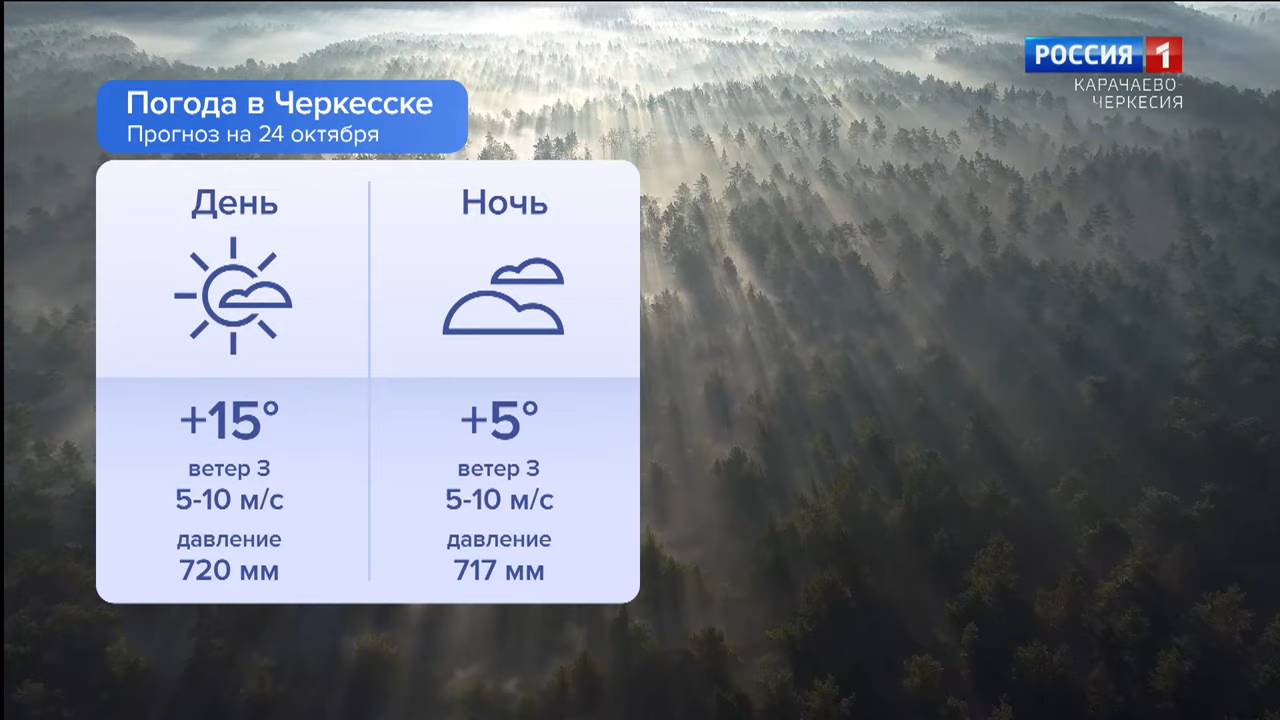 РОССИЯ 1
КАРАЧАЕВО-
ЧЕРКЕСИЯ
Погода в Черкесске
Прогноз на 24 октября
День
Ночь
+15°
+5°
ветер З
ветер З
5-10 м/с
5-10 м/с
давление
давление
720 мм
717 мм